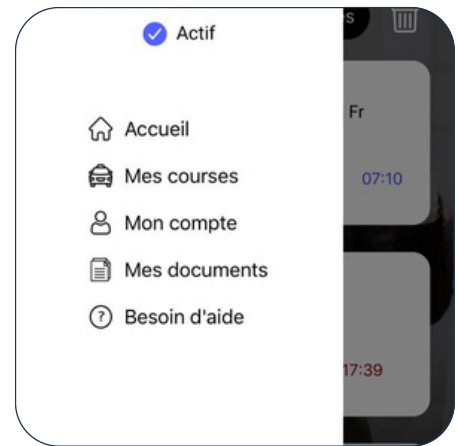 Actif
Accueil
Mes courses
Mon compte
Mes documents
Besoin d'aide
Fr
07:10
17:39